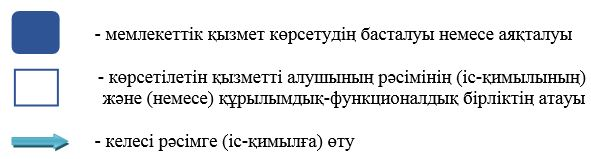 - мемлекеттік қызмет көрсетудің басталуы немесе аяқталуы
- көрсетілетін қызметті алушының рәсімінің (іс-қимылының)
және (немесе) құрылымдық-функционалдық бірліктің атауы
- келесі рәсімге (іс-қимылға) өту